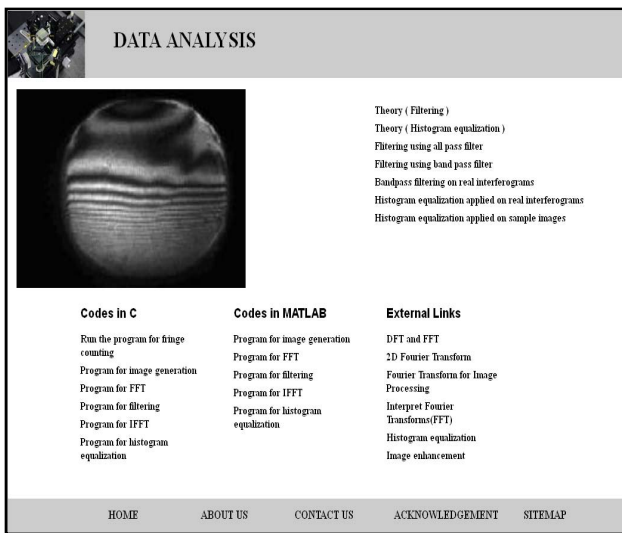 DATA ANALYSIS
Theory ( Filtering )
Theory ( Histogram equalization )
Flitering using all pass filter
Filtering using band pass filter
Bandpass filtering on real interferograms
Histogram equalization applied on real interferograms
Histogram equalization applied on sample images
Codes in C
Run the program for fringe
counting
Program for image generation
Program for FFT
Program for filtering
Program for IFFT
Program for histogram
equalization
Codes in MATLAB
Program for image generation
Program for FFT
Program for filtering
Program for IFFT
Program for histogram
equalization
External Links
DFT and FFT
2D Fourier Transform
Fourier Transform for Image
Processing
Interpret Fourier
Transforms(FFT)
Histogram equalization
Image enhancement
HOME ABOUT US CONTACT US ACKNOWLEDGEMENT SITEMAP